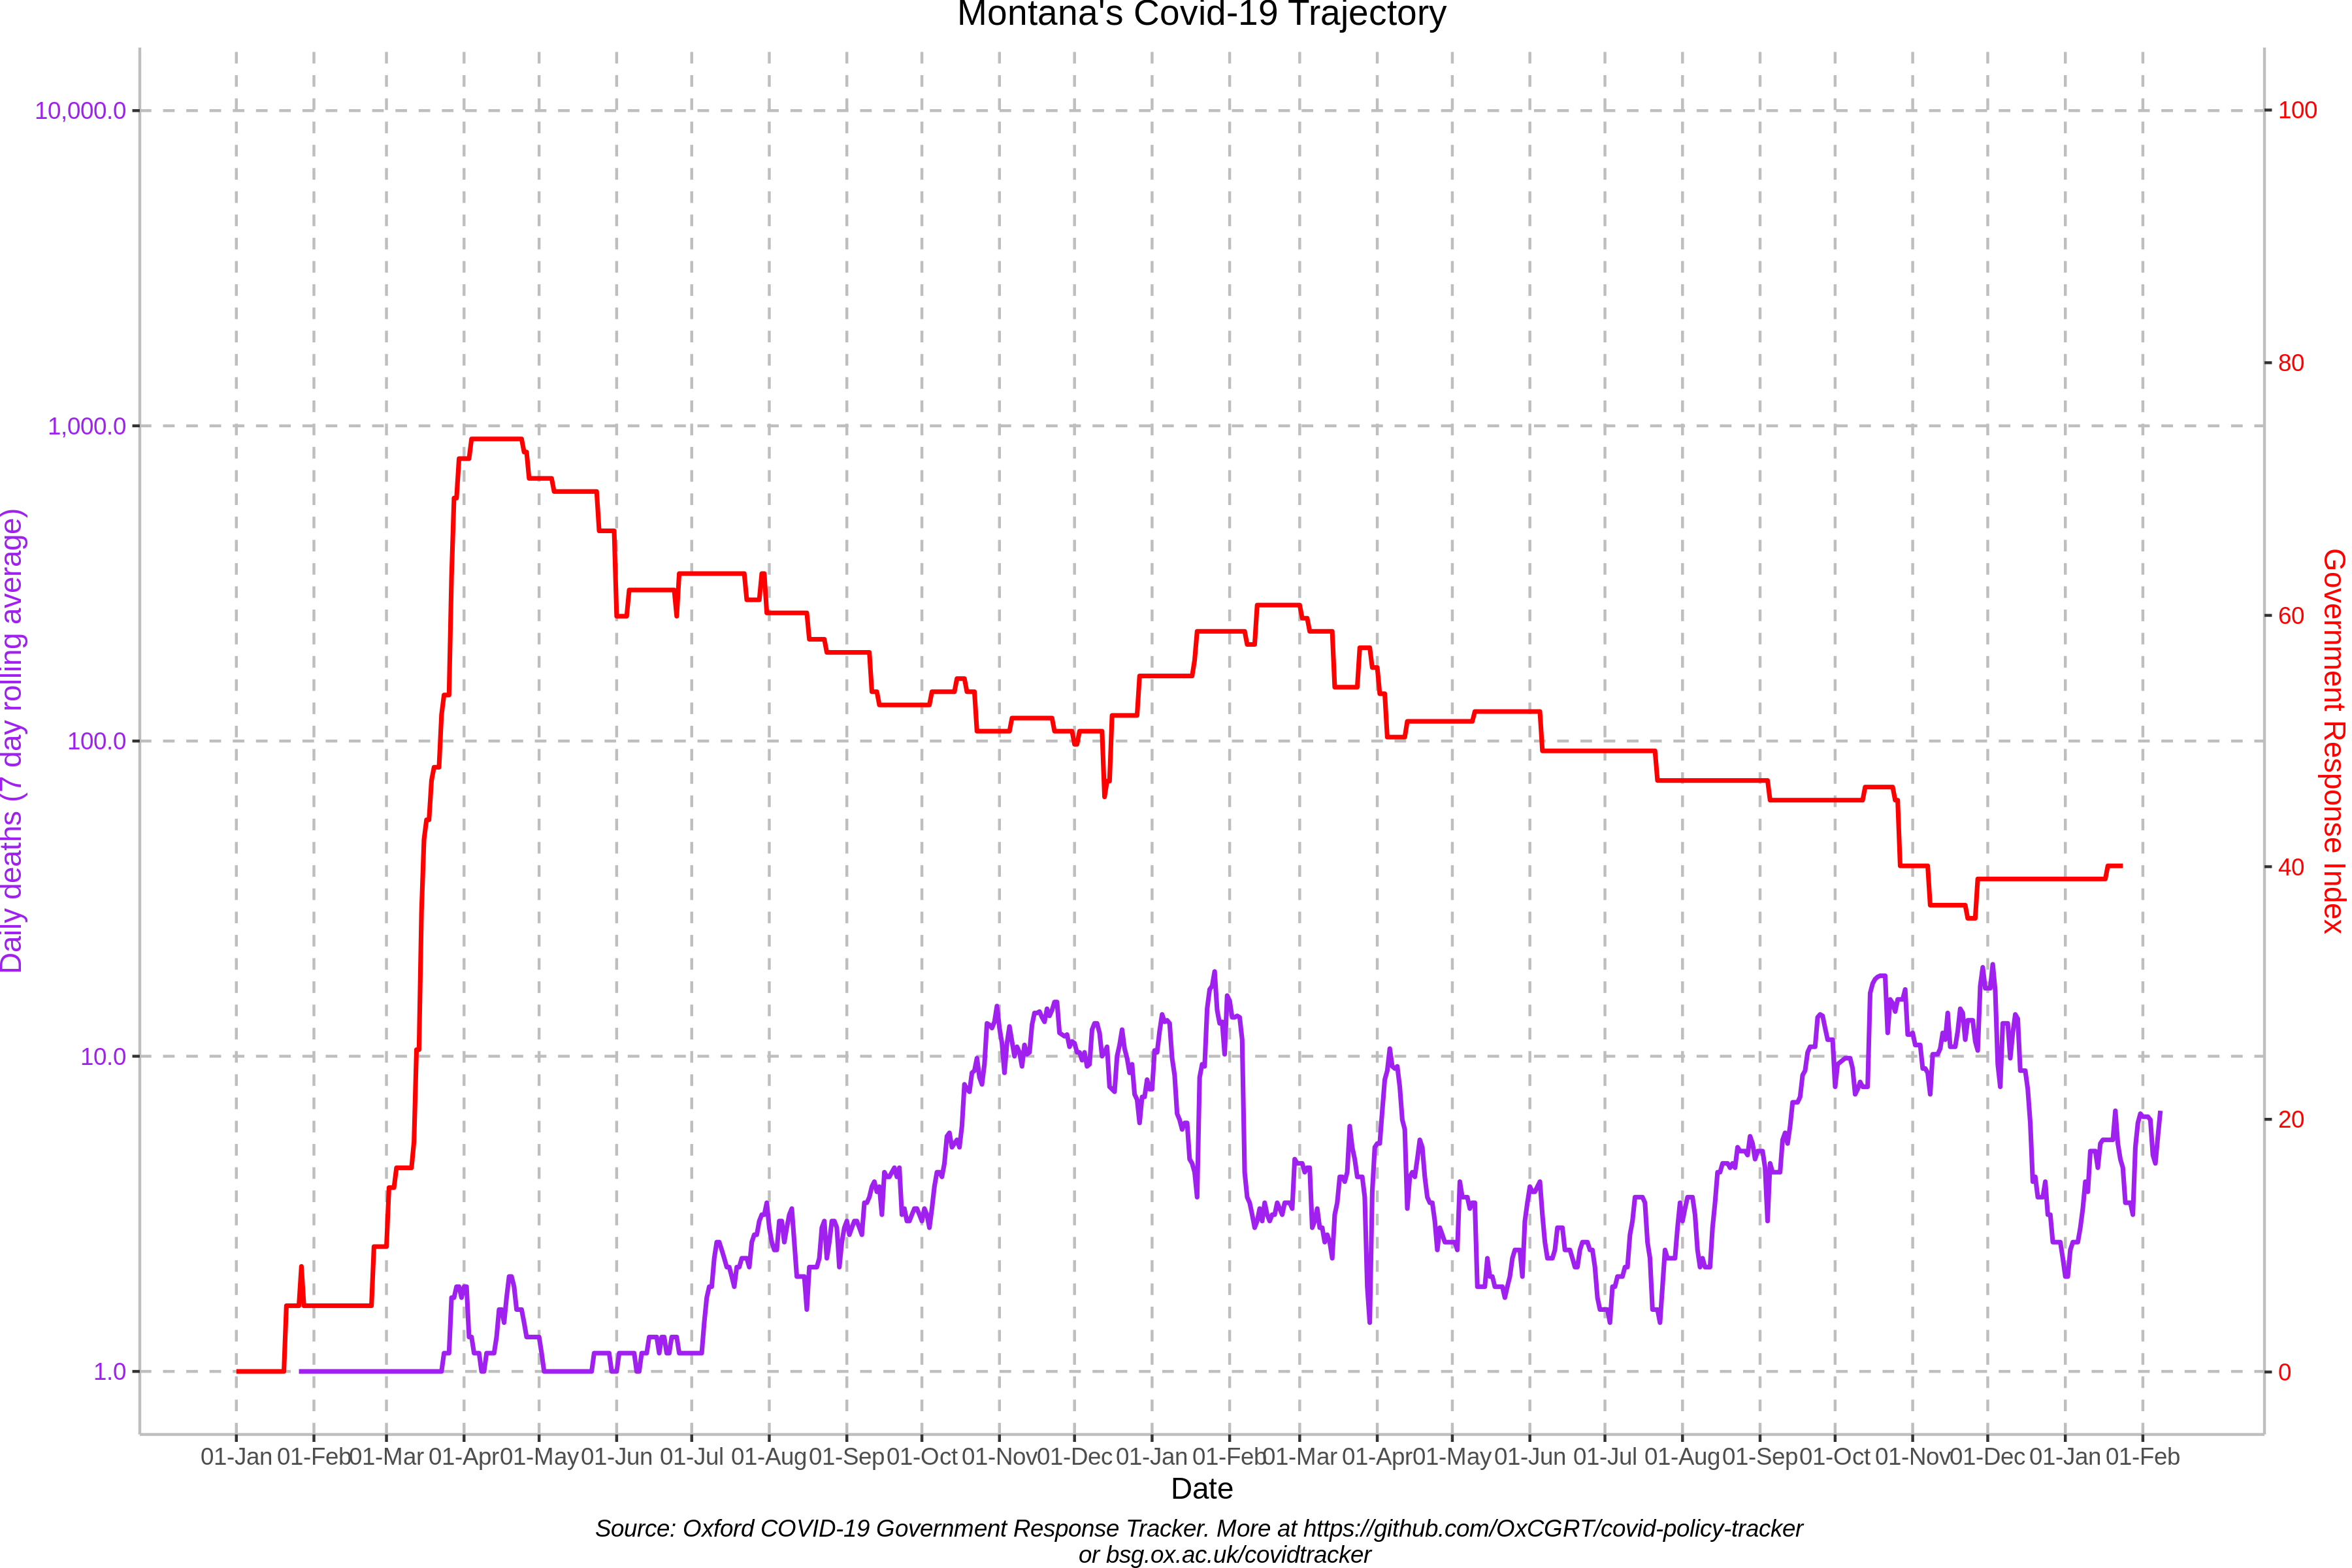 Montana's Covid-19 Trajectory
10,000.0
1,000.0
100.0
10.0
1.0
Daily deaths (7 day rolling average)
100
80
60
40
20
0
Government Response Index
01-Jan 01-Feb 01-Mar 01-Apr 01-May 01-Jun 01-Jul 01-Aug 01-Sep 01-Oct 01-Nov 01-Dec 01-Jan 01-Feb 01-Mar 01-Apr 01-May 01-Jun 01-Jul 01-Aug 01-Sep 01-Oct 01-Nov 01-Dec 01-Jan 01-Feb
Date
Source: Oxford COVID-19 Government Response Tracker. More at https://github.com/OxCGRT/covid-policy-tracker
or bsg.ox.ac.uk/covidtracker